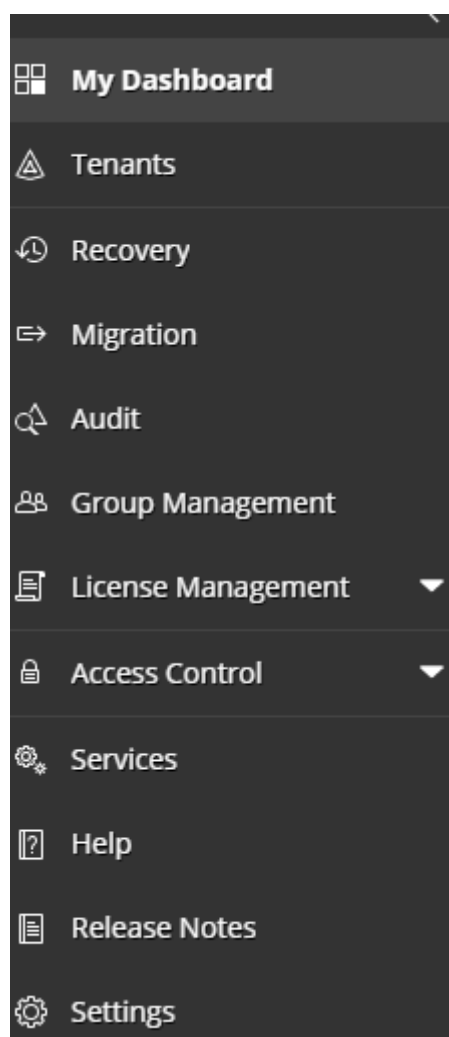 My Dashboard
Tenants
Recovery
Migration
Audit
Group Management
License Management
Access Control
Services
Help
Release Notes
Settings